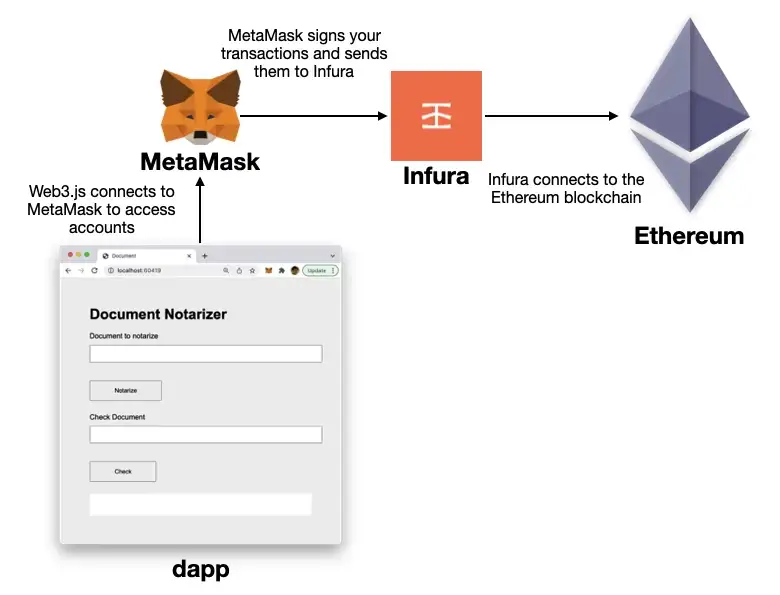 MetaMask signs your
transactions and sends
them to Infura
MetaMask
Infura
Infura connects to the
Ethereum blockchain
Ethereum
Web3.js connects to
MetaMask to access
accounts
Document
localhost:60419
Update
Document Notarizer
Document to notarize
Notarize
Check Document
Check
dapp